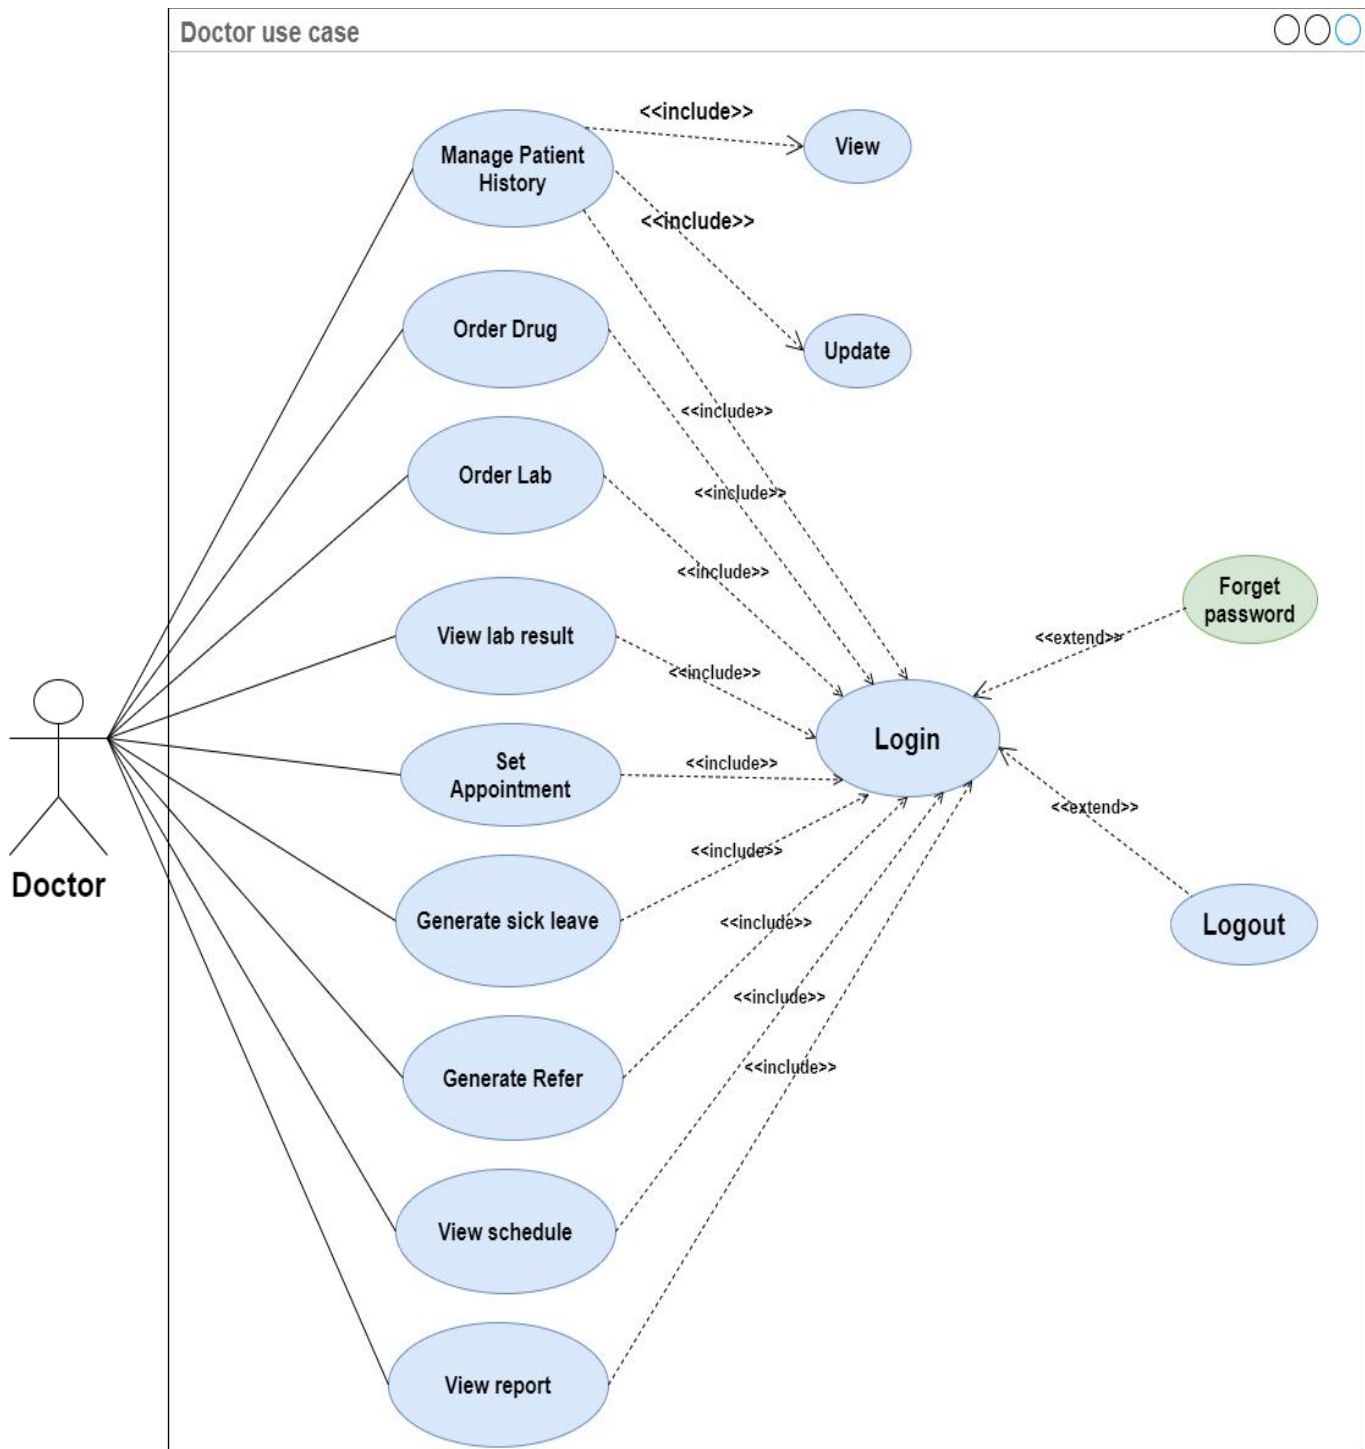 Doctor use case
<<include>>
Manage Patient
History
View
<<include>>
Order Drug
Update
<<include>>
Order Lab
<<include>>
<<include>>
Forget
password
View lab result
<<extend>>
<<include>>
Login
Set
Appointment
<<include>>
<<extend>>
Doctor
<<include>>
Generate sick leave
<<include>>
Logout
<<include>>
Generate Refer
<<include>>
View schedule
View report